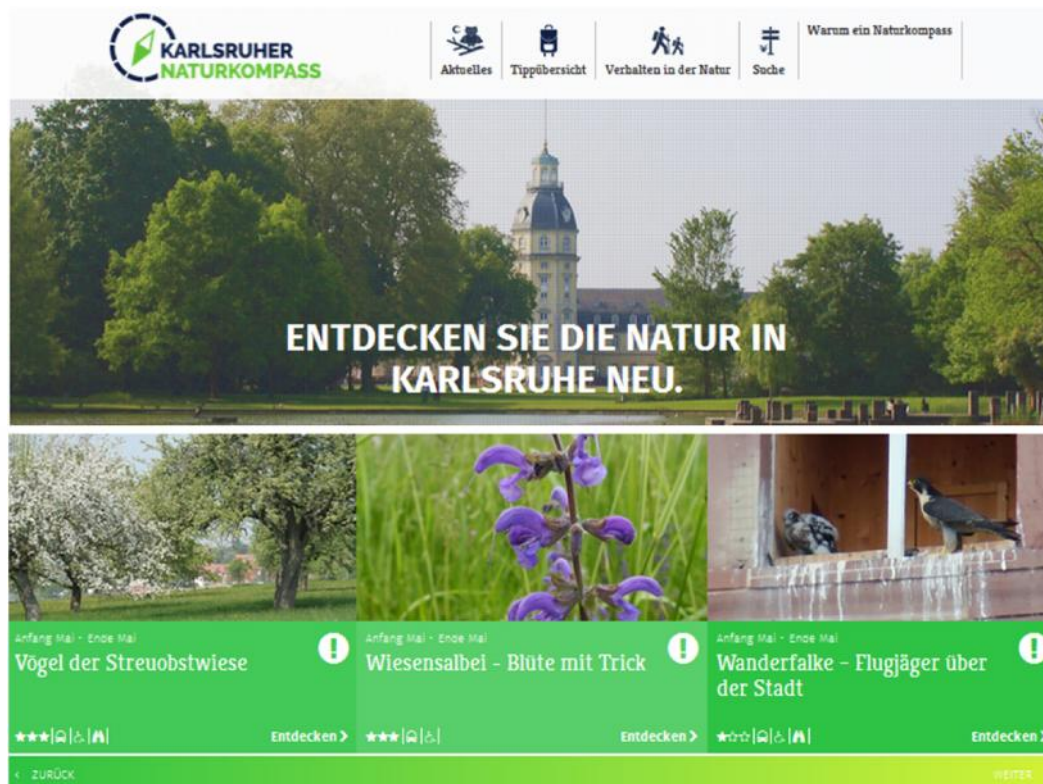 KARLSRUHER
NATURKOMPASS
Aktuelles
Tippübersicht
Verhalten in der Natur
Suche
Warum ein Naturkompass
ENTDECKEN SIE DIE NATUR IN
KARLSRUHE NEU.
Anfang Mai - Ende Mai
Vögel der Streuobstwiese
Entdecken
Anfang Mai - Ende Mai
Wiesensalbei - Blüte mit Trick
Entdecken
Anfang Mai - Ende Mai
Wanderfalke - Flugjäger über
der Stadt
Entdecken
ZURÜCK
WEITER